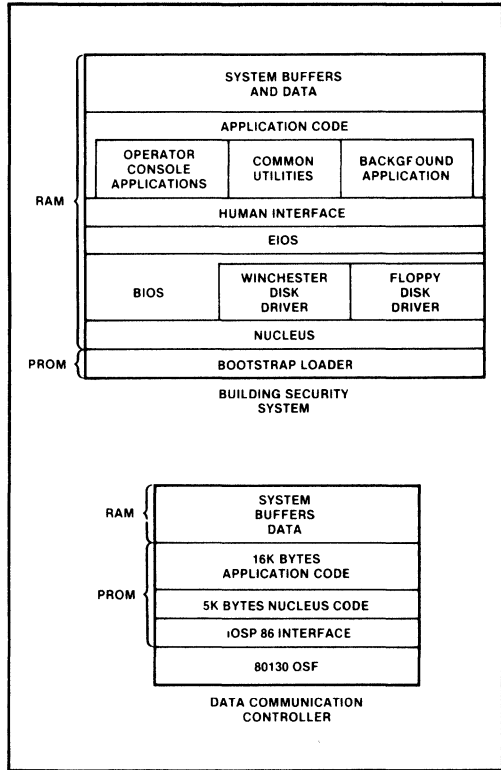 SYSTEM BUFFERS
AND DATA
APPLICATION CODE
OPERATOR
CONSOLE
APPLICATIONS
COMMON
UTILITIES
BACKGFOUND
APPLICATION
RAM
HUMAN INTERFACE
EIOS
BIOS
WINCHESTER
DISK
DRIVER
FLOPPY
DISK
DRIVER
NUCLEUS
PROM
BOOTSTRAP LOADER
BUILDING SECURITY
SYSTEM
RAM
SYSTEM
BUFFERS
DATA
PROM
16K BYTES
APPLICATION CODE
5K BYTES NUCLEUS CODE
iOSP 86 INTERFACE
80130 OSF
DATA COMMUNICATION
CONTROLLER